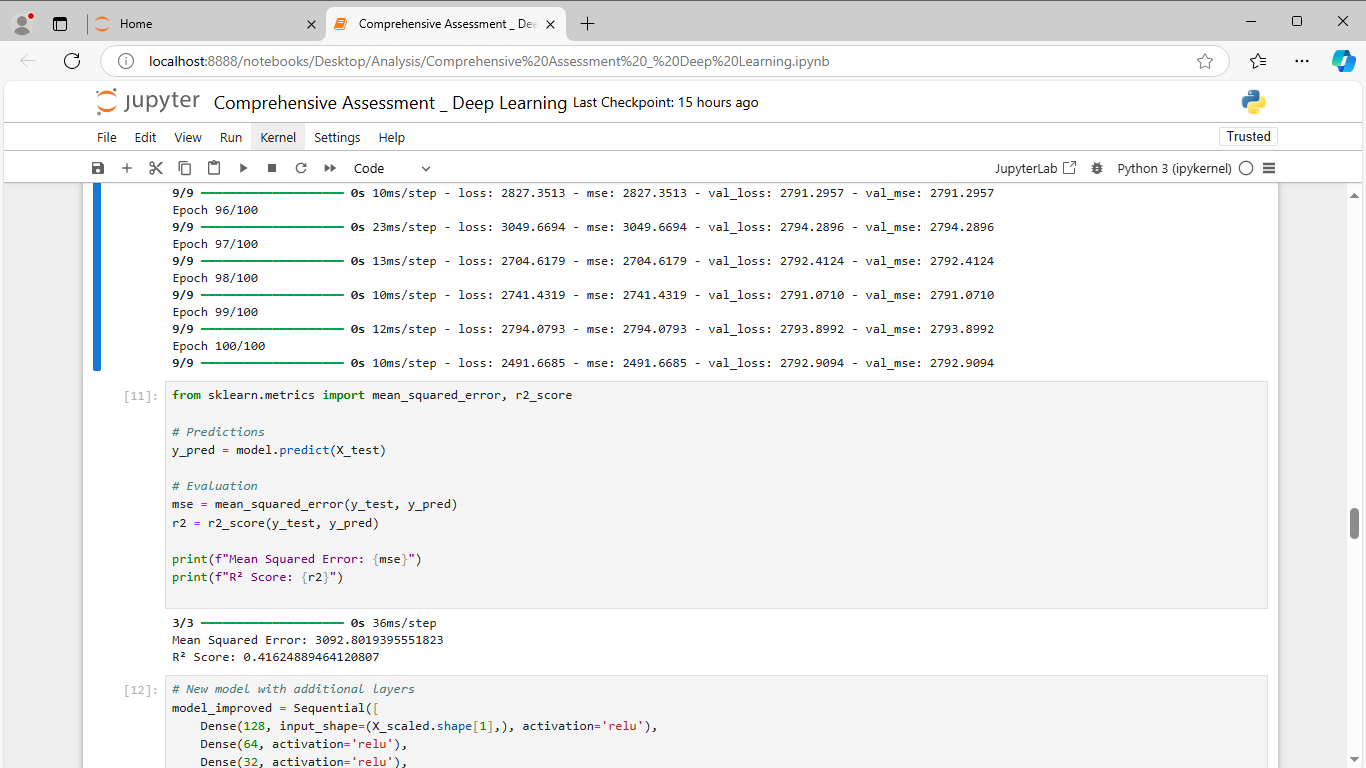 Home
Comprehensive Assessment _ Dee
localhost:8888/notebooks/Desktop/Analysis/Comprehensive%20Assessment%20_%20Deep%20Learning.ipynb
jupyter Comprehensive Assessment _ Deep Learning Last Checkpoint: 15 hours ago
File Edit View Run Kernel Settings Help Trusted
Code JupyterLab Python 3 (ipykernel)
9/9 0s 10ms/step - loss: 2827.3513 - mse: 2827.3513 - val_loss: 2791.2957 - val_mse: 2791.2957
Epoch 96/100
9/9 0s 23ms/step - loss: 3049.6694 - mse: 3049.6694 - val_loss: 2794.2896 - val_mse: 2794.2896
Epoch 97/100
9/9 0s 13ms/step - loss: 2704.6179 - mse: 2704.6179 - val_loss: 2792.4124 - val_mse: 2792.4124
Epoch 98/100
9/9 0s 10ms/step - loss: 2741.4319 - mse: 2741.4319 - val_loss: 2791.0710 - val_mse: 2791.0710
Epoch 99/100
9/9 0s 12ms/step - loss: 2794.0793 - mse: 2794.0793 - val_loss: 2793.8992 - val_mse: 2793.8992
Epoch 100/100
9/9 0s 10ms/step - loss: 2491.6685 - mse: 2491.6685 - val_loss: 2792.9094 - val_mse: 2792.9094
[11]: from sklearn.metrics import mean_squared_error, r2_score
# Predictions
y_pred = model.predict(X_test)
# Evaluation
mse = mean_squared_error(y_test, y_pred)
r2 = r2_score(y_test, y_pred)
print(f"Mean Squared Error: {mse}")
print(f"R² Score: {r2}")
3/3 0s 36ms/step
Mean Squared Error: 3092.8019395551823
R² Score: 0.41624889464120807
[12]: # New model with additional layers
model_improved = Sequential([
Dense(128, input_shape=(X_scaled.shape[1],), activation='relu'),
Dense(64, activation='relu'),
Dense(32, activation='relu'),